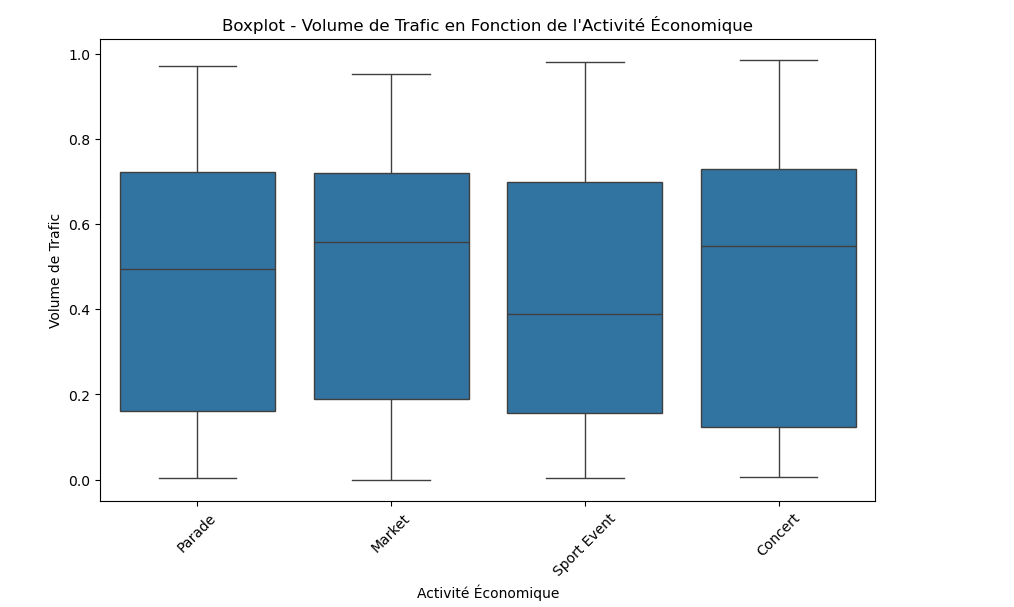 Boxplot - Volume de Trafic en Fonction de l'Activité Économique
Volume de Trafic
1.0
0.8
0.6
0.4
0.2
0.0
Parade
Market
Sport Event
Concert
Activité Économique